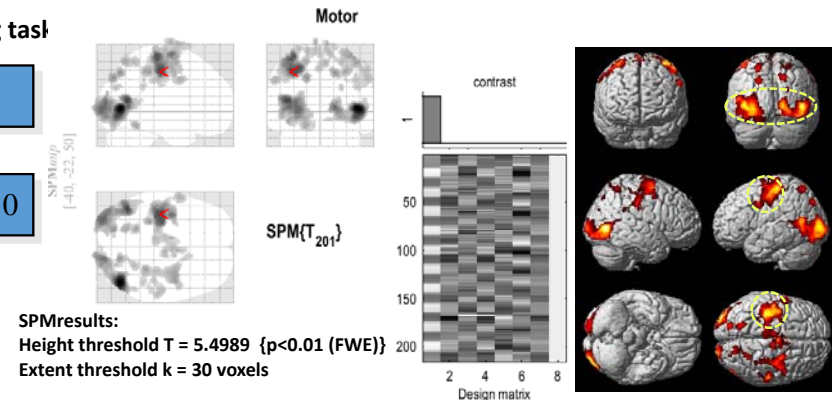 Motor
g task
0
SPMmip
[-40, -22, 50]
<
<
<
SPM{T201}
SPMresults:
Height threshold T = 5.4989 {p<0.01 (FWE)}
Extent threshold k = 30 voxels
contrast
1
50
100
150
200
2 4 6 8
Design matrix